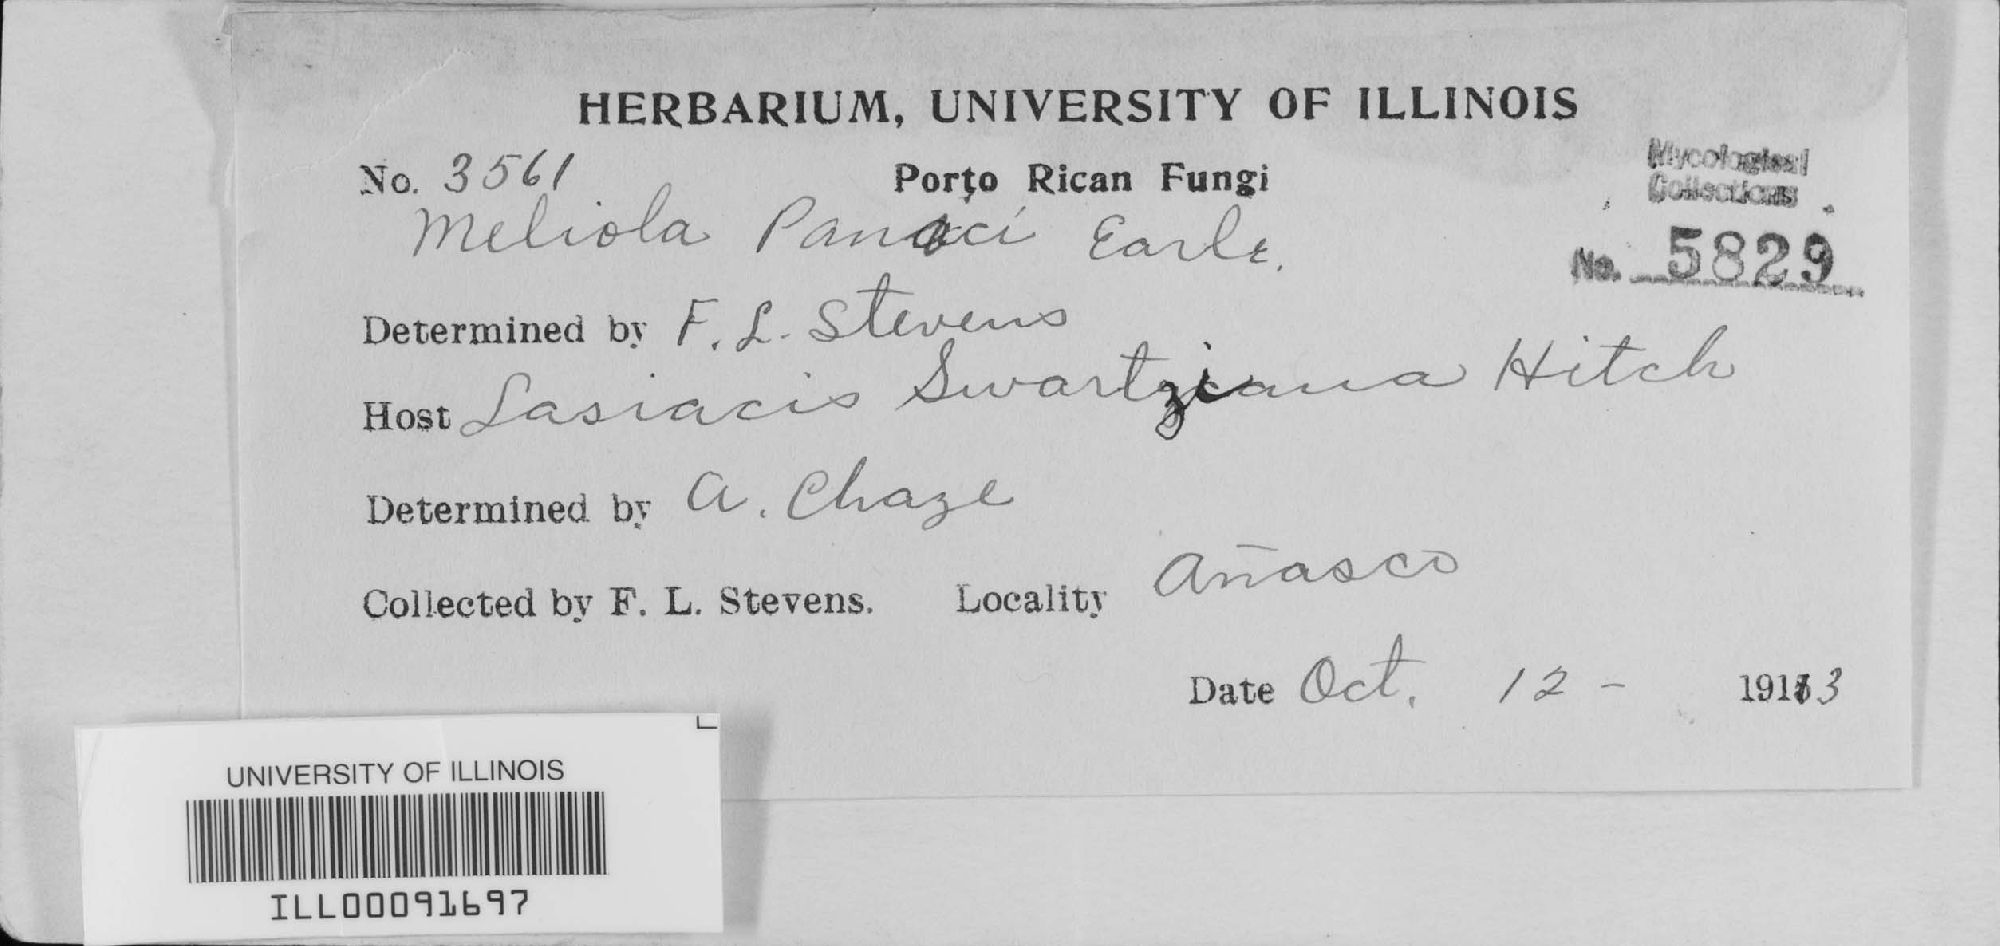 HERBARIUM, UNIVERSITY OF ILLINOIS
No. 3561 Porto Rican Fungi
Mycological
Collections
No. 5829
Meliola Panici Earle.
Determined by F. L. Stevens
Host Lasiacis Swartziana Hitch
Determined by A. Chaze
Collected by F. L. Stevens. Locality Añasco
Date Oct. 12 - 1913
UNIVERSITY OF ILLINOIS
ILL00091697